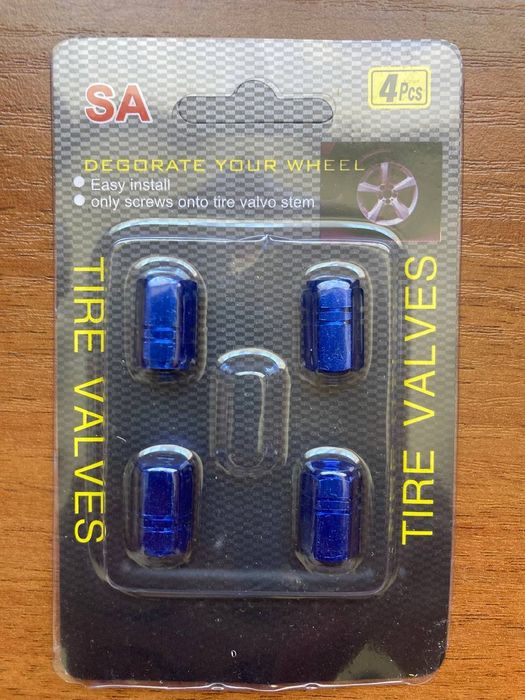 SA
4Pcs
DEGORATE YOUR WHEEL
Easy install
only screws onto tire valvo stem
TIRE VALVES
TIRE VALVES